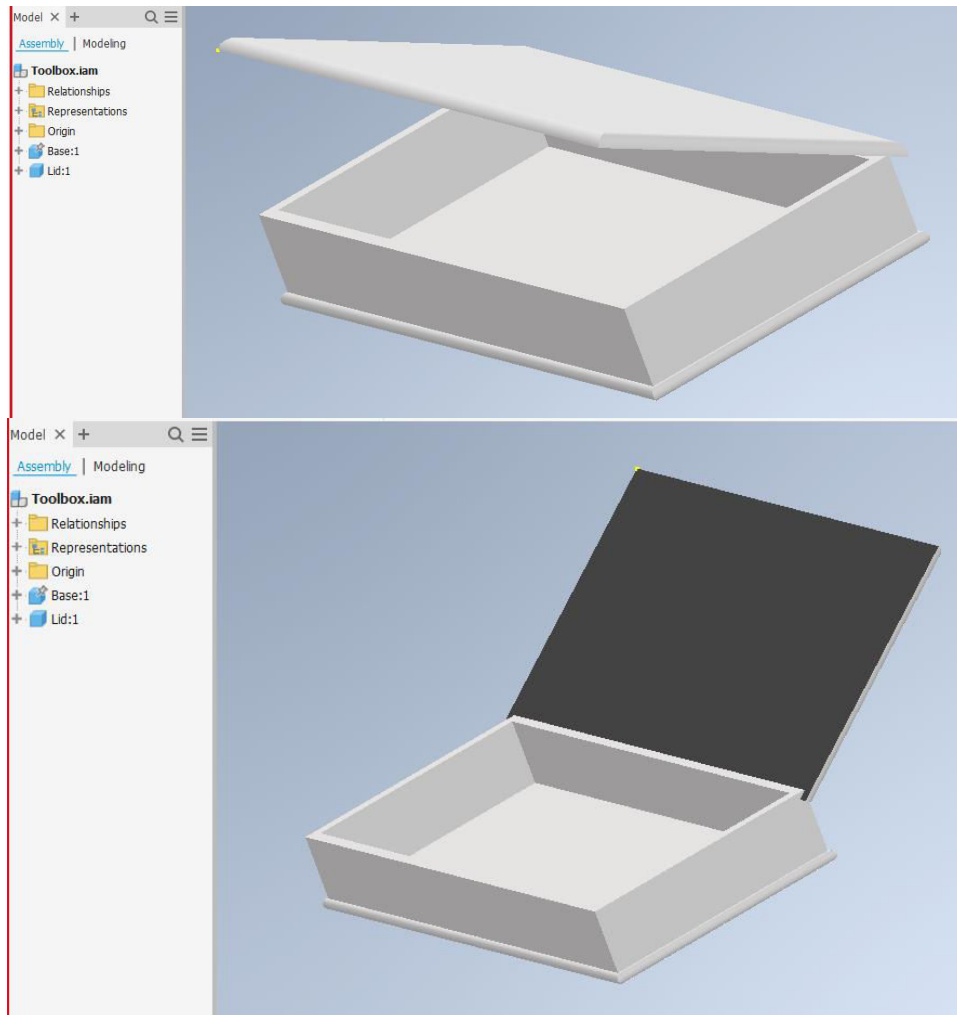 Model × +
Assembly | Modeling
Toolbox.iam
Relationships
Representations
Origin
Base:1
Lid:1
Model × +
Assembly | Modeling
Toolbox.iam
Relationships
Representations
Origin
Base:1
Lid:1